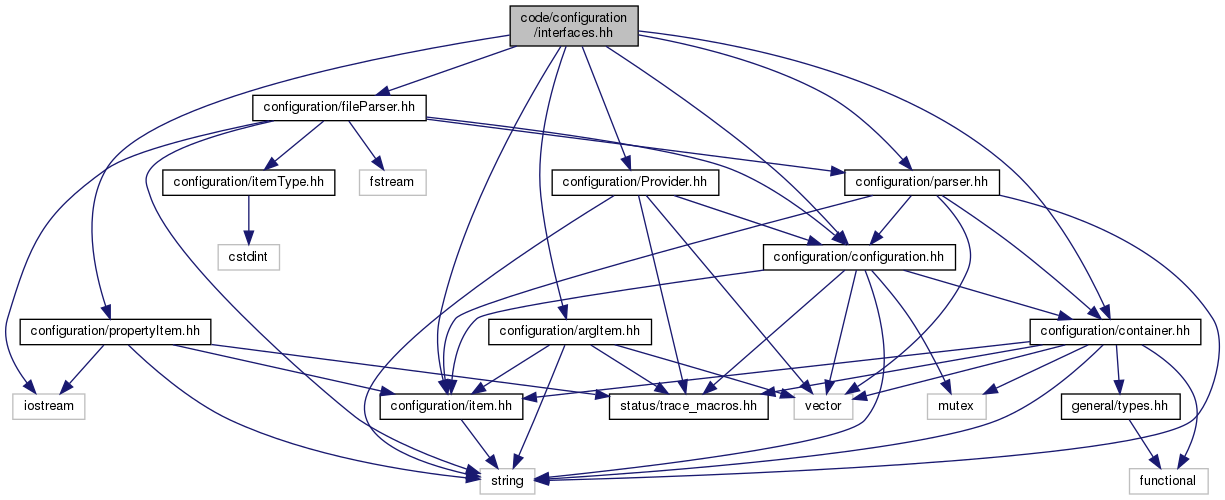 code/configuration
/interfaces.hh
configuration/fileParser.hh
configuration/itemType.hh
fstream
configuration/Provider.hh
configuration/parser.hh
cstdint
configuration/configuration.hh
configuration/propertyItem.hh
configuration/argItem.hh
configuration/container.hh
iostream
configuration/item.hh
status/trace_macros.hh
vector
mutex
general/types.hh
string
functional